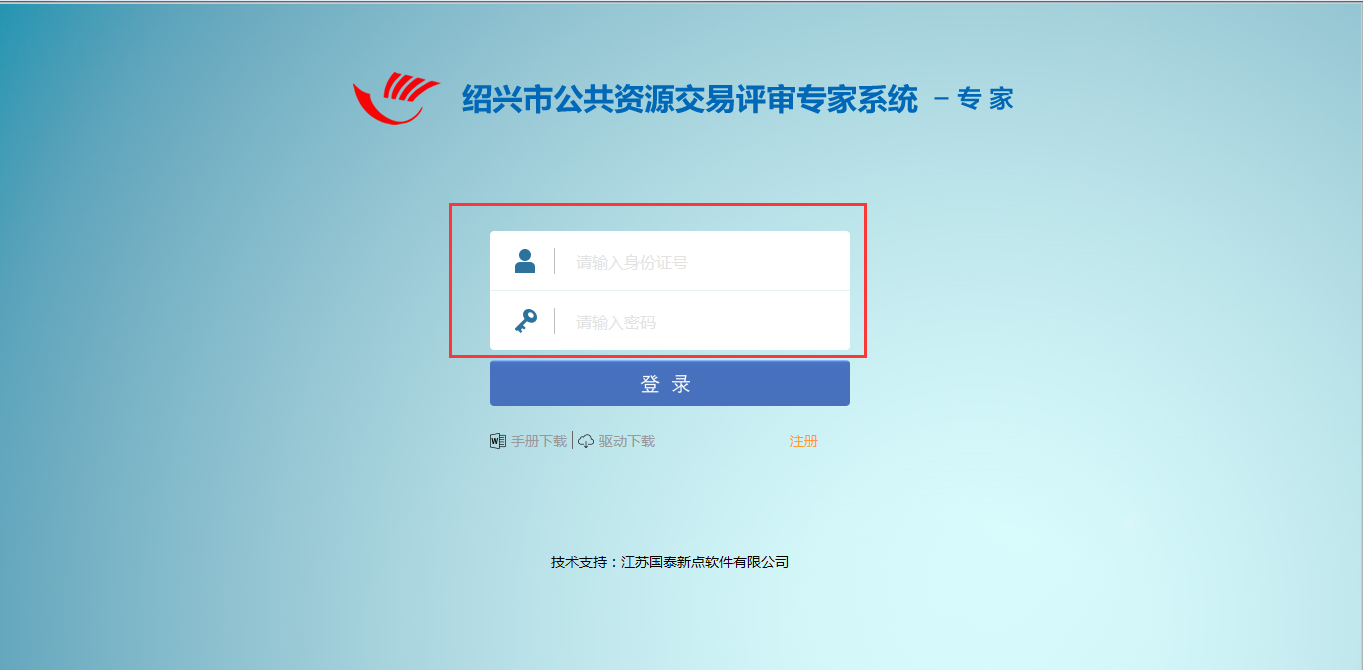 绍兴市公共资源交易评审专家系统 – 专 家
请输入身份证号
请输入密码
登 录
手册下载 驱动下载 注册
技术支持：江苏国泰新点软件有限公司